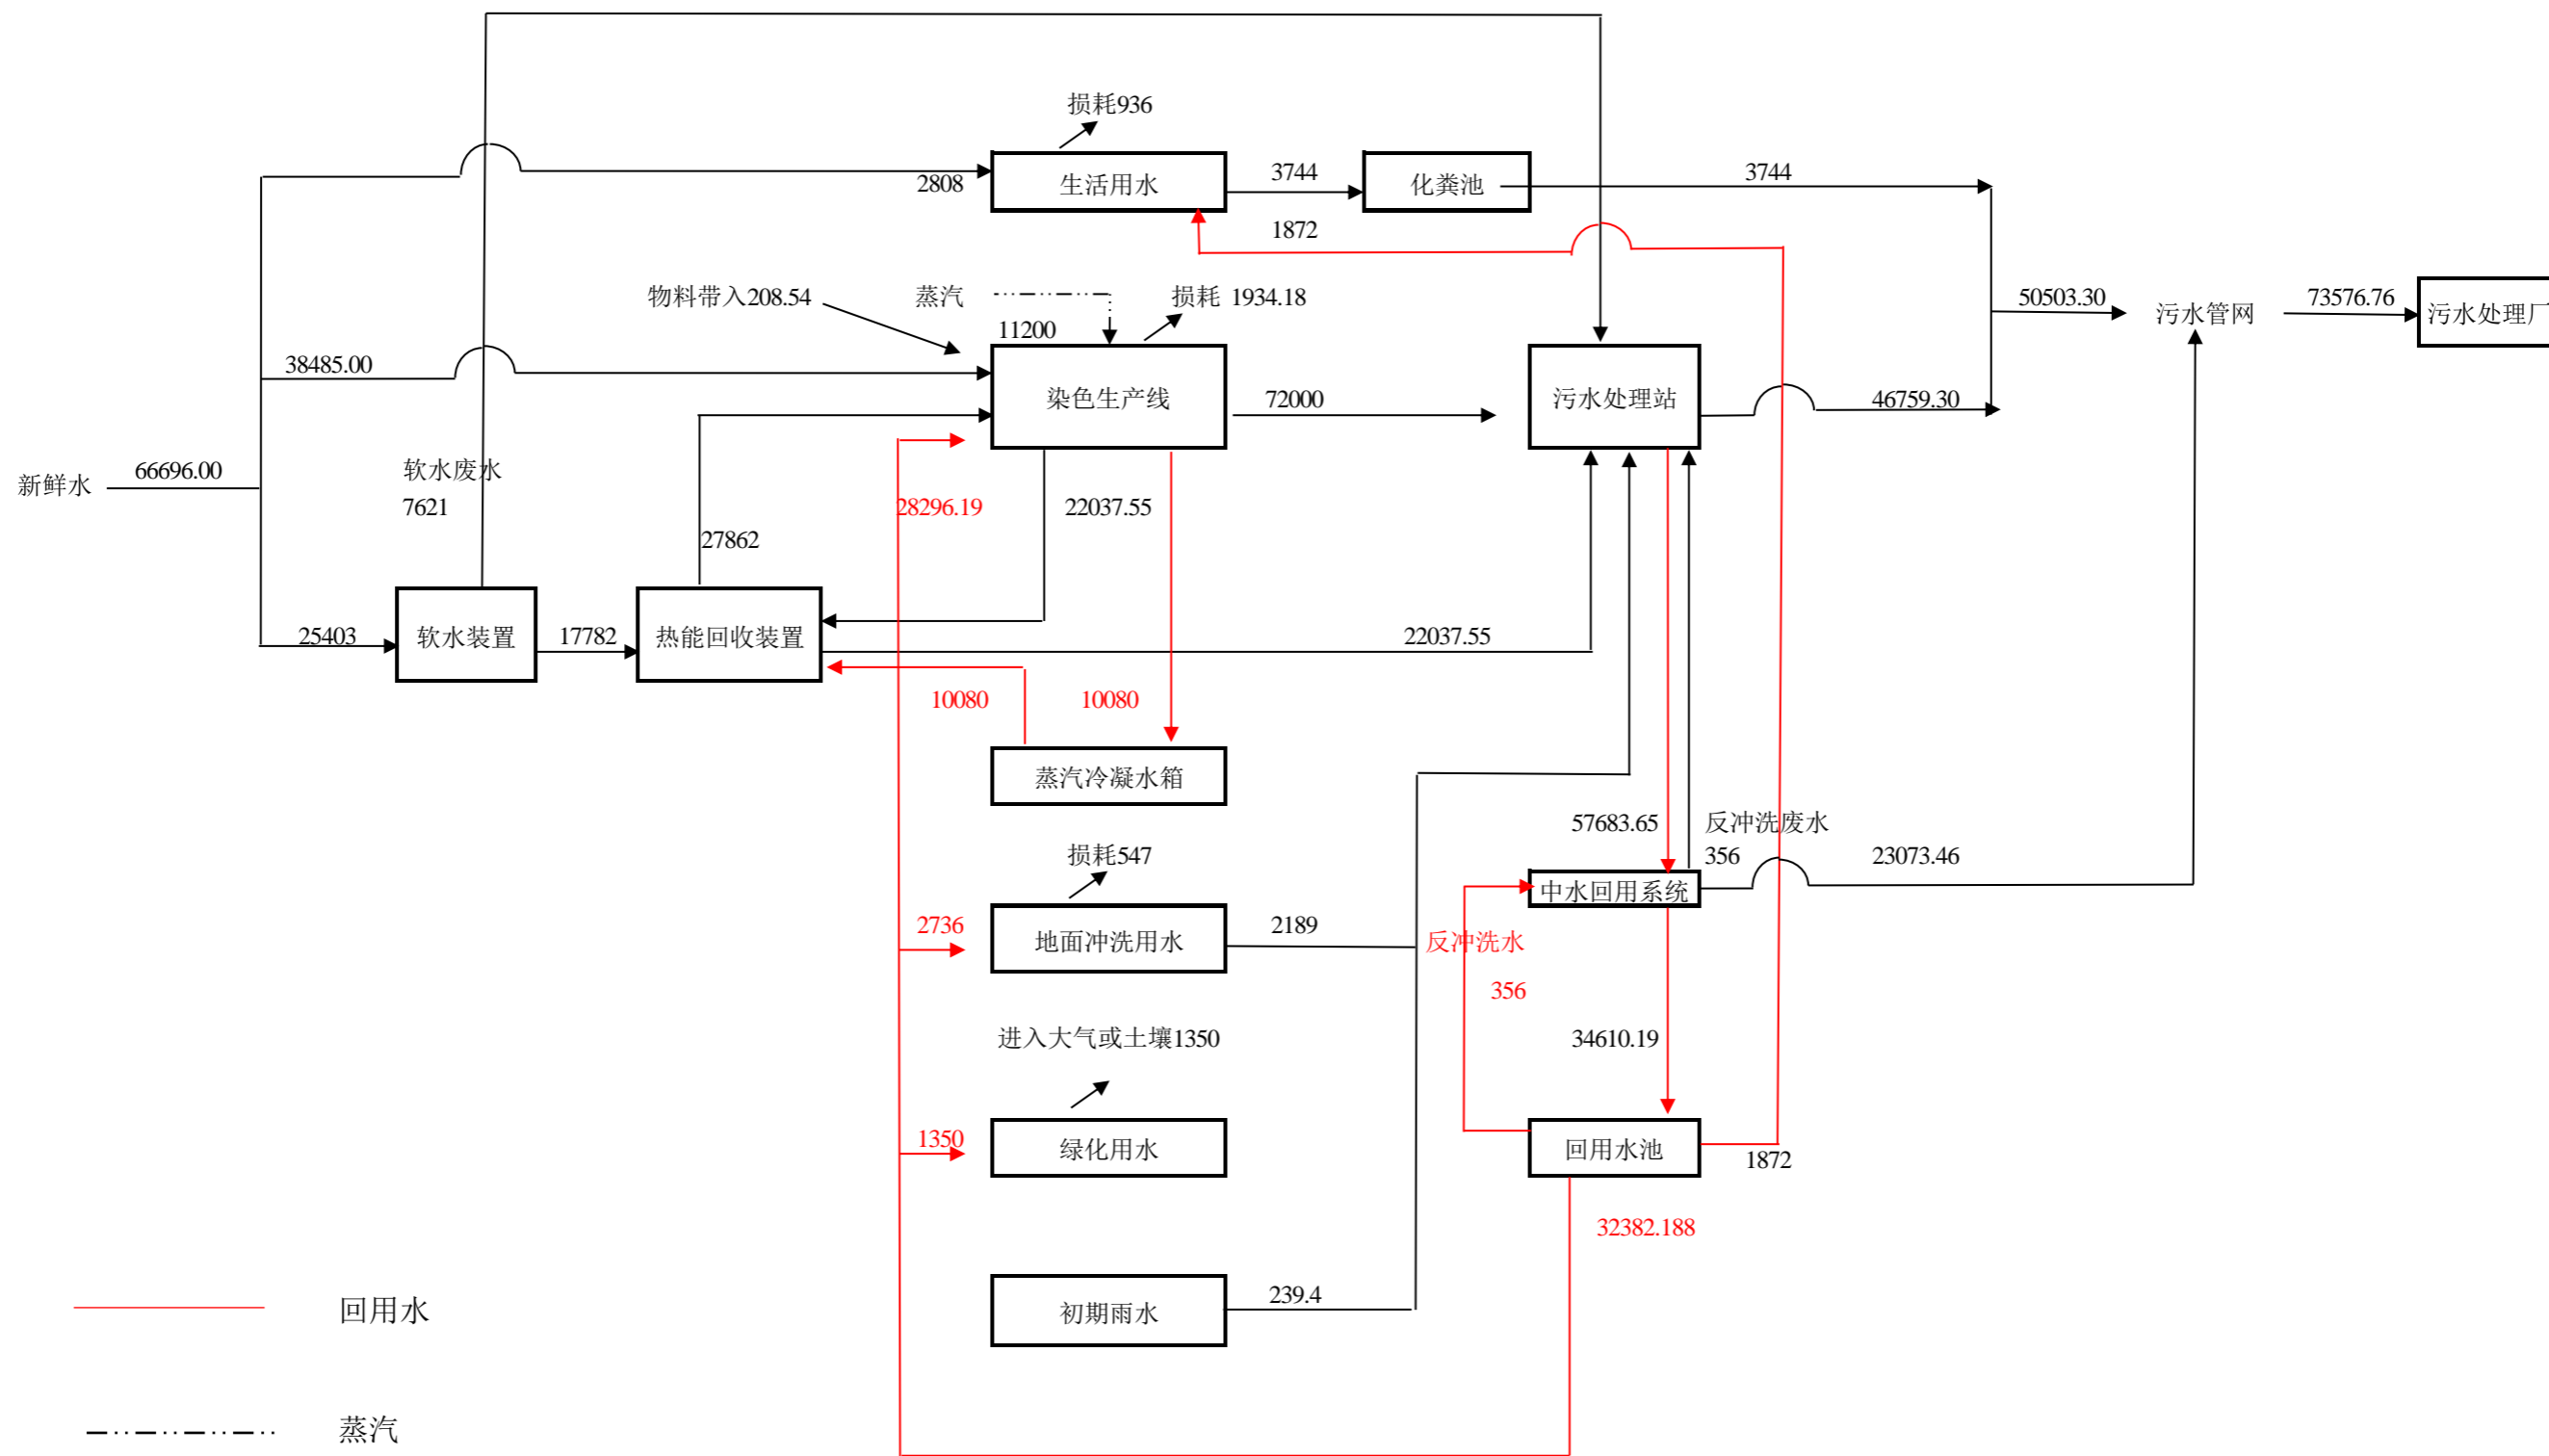 损耗936
2808
生活用水
3744
化粪池
3744
1872
物料带入208.54
蒸汽
损耗 1934.18
11200
50503.30
污水管网
73576.76
污水处理厂
38485.00
染色生产线
72000
污水处理站
46759.30
新鲜水
66696.00
软水废水
7621
28296.19
22037.55
27862
25403
软水装置
17782
热能回收装置
22037.55
10080
10080
蒸汽冷凝水箱
57683.65
反冲洗废水
356
23073.46
损耗547
中水回用系统
2736
地面冲洗用水
2189
反冲洗水
356
进入大气或土壤1350
34610.19
1350
绿化用水
回用水池
1872
32382.188
初期雨水
239.4
回用水
蒸汽